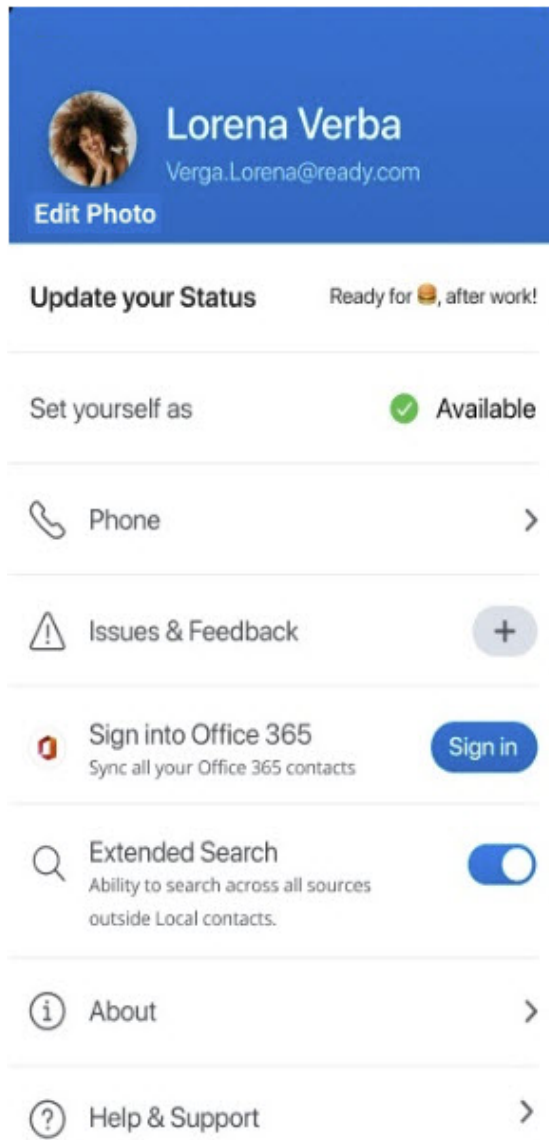 Lorena Verba
Verga.Lorena@ready.com
Edit Photo
Update your Status
Ready for 🍔, after work!
Set yourself as
Available
Phone
Issues & Feedback
+
Sign into Office 365
Sync all your Office 365 contacts
Sign in
Extended Search
Ability to search across all sources
outside Local contacts.
About
Help & Support